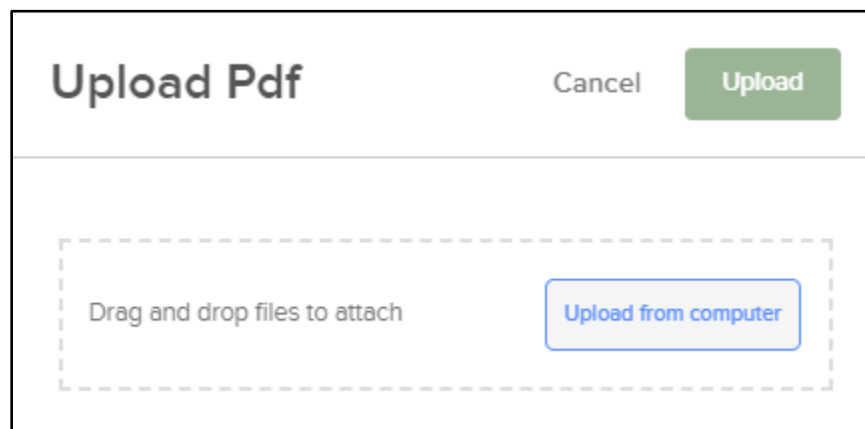 Upload Pdf
Cancel
Upload
Drag and drop files to attach
Upload from computer